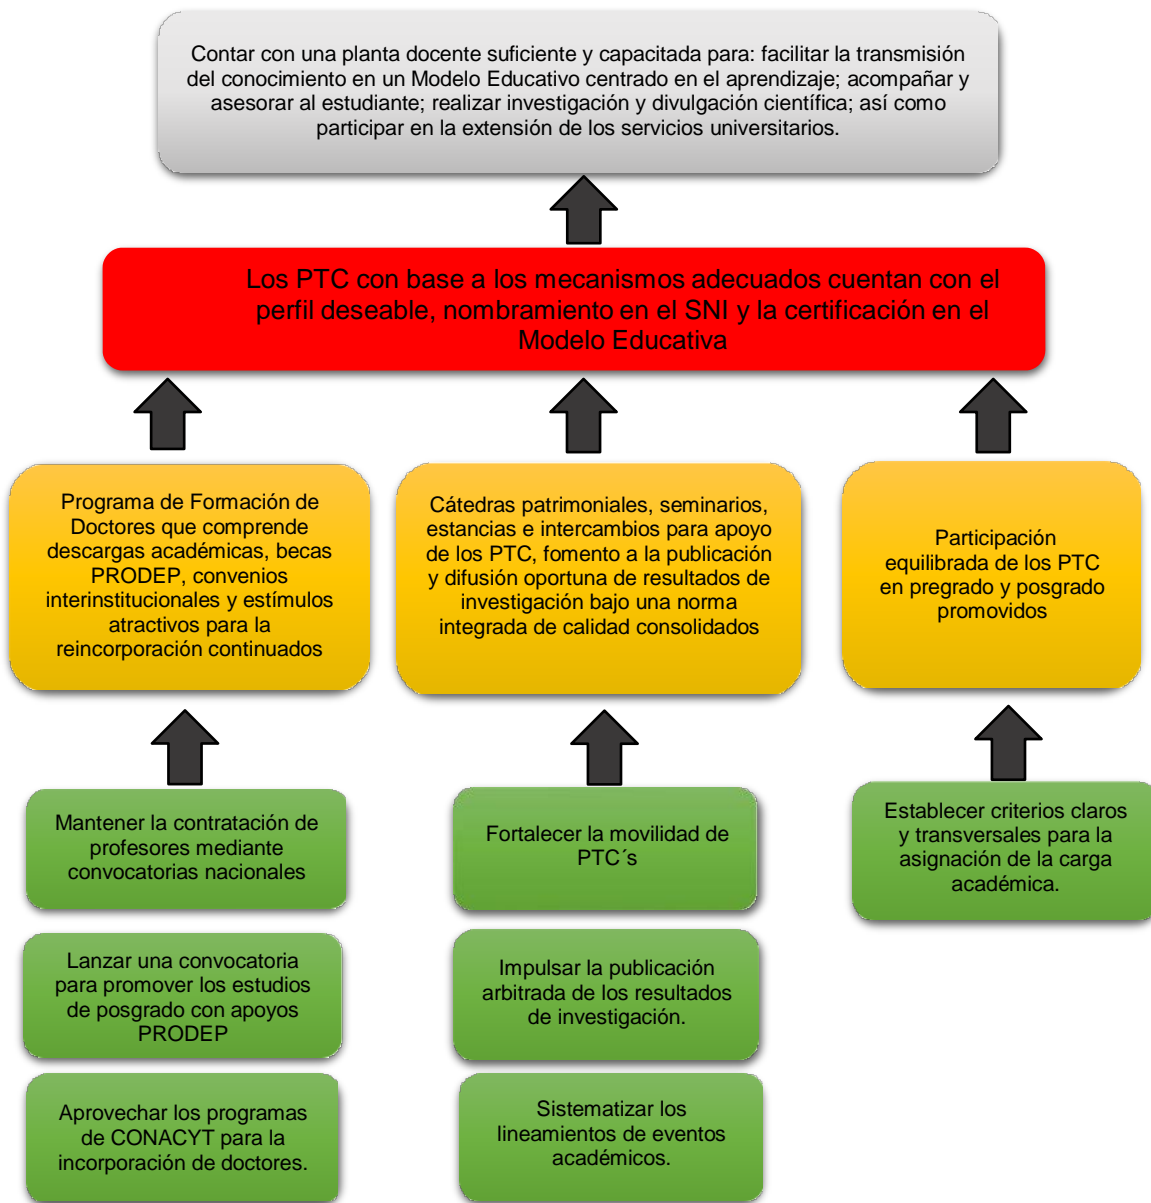 Contar con una planta docente suficiente y capacitada para: facilitar la transmisión
del conocimiento en un Modelo Educativo centrado en el aprendizaje; acompañar y
asesorar al estudiante; realizar investigación y divulgación científica; así como
participar en la extensión de los servicios universitarios.
Los PTC con base a los mecanismos adecuados cuentan con el
perfil deseable, nombramiento en el SNI y la certificación en el
Modelo Educativa
Programa de Formación de
Doctores que comprende
descargas académicas, becas
PRODEP, convenios
interinstitucionales y estímulos
atractivos para la
reincorporación continuados
Cátedras patrimoniales, seminarios,
estancias e intercambios para apoyo
de los PTC, fomento a la publicación
y difusión oportuna de resultados de
investigación bajo una norma
integrada de calidad consolidados
Participación
equilibrada de los PTC
en pregrado y posgrado
promovidos
Mantener la contratación de
profesores mediante
convocatorias nacionales
Fortalecer la movilidad de
PTC´s
Establecer criterios claros
y transversales para la
asignación de la carga
académica.
Lanzar una convocatoria
para promover los estudios
de posgrado con apoyos
PRODEP
Impulsar la publicación
arbitrada de los resultados
de investigación.
Aprovechar los programas
de CONACYT para la
incorporación de doctores.
Sistematizar los
lineamientos de eventos
académicos.